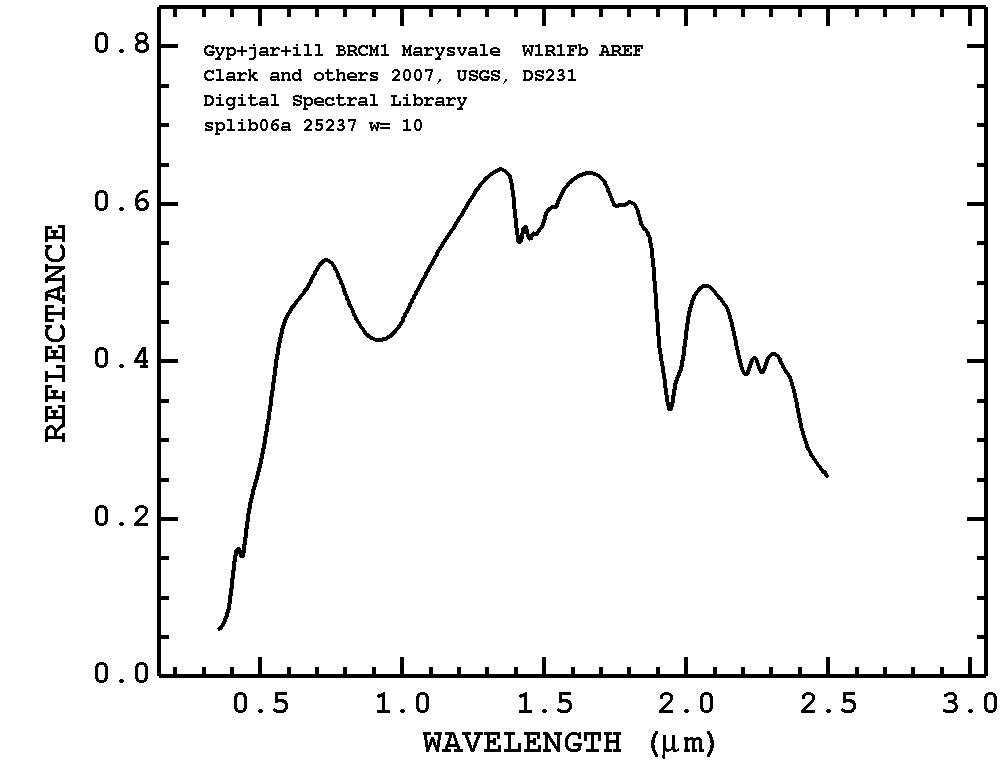 Gyp+jar+ill BRCM1 Marysvale W1R1Fb AREF
Clark and others 2007, USGS, DS231
Digital Spectral Library
splib06a 25237 w= 10
REFLECTANCE
0.8
0.6
0.4
0.2
0.0
0.5 1.0 1.5 2.0 2.5 3.0
WAVELENGTH (μm)